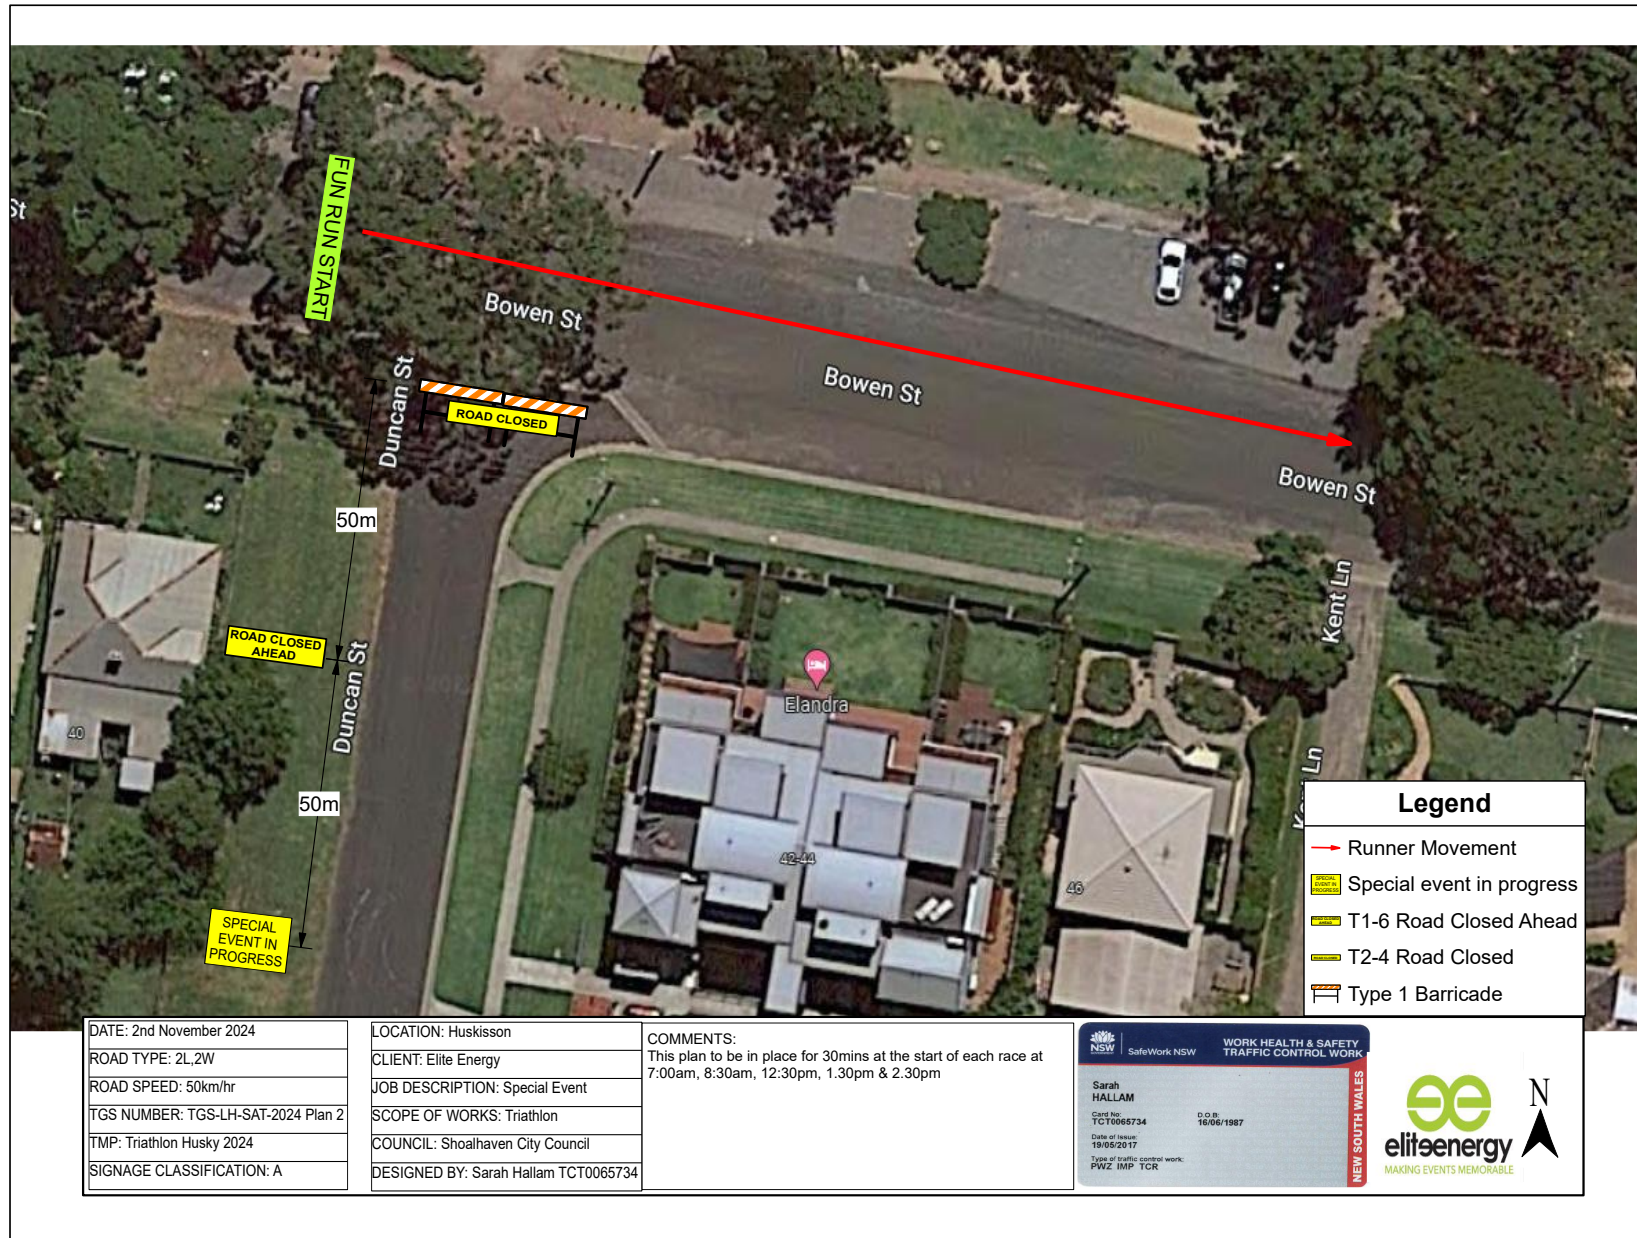 St
FUN RUN START
Bowen St
Bowen St
Bowen St
Duncan St
ROAD CLOSED
50m
ROAD CLOSED
AHEAD
Duncan St
Kent Ln
Elandra
40
50m
42-44
46
SPECIAL
EVENT IN
PROGRESS
Legend
Runner Movement
SPECIAL
EVENT IN
PROGRESS
Special event in progress
T1-6 Road Closed Ahead
T2-4 Road Closed
Type 1 Barricade
DATE: 2nd November 2024
ROAD TYPE: 2L,2W
ROAD SPEED: 50km/hr
TGS NUMBER: TGS-LH-SAT-2024 Plan 2
TMP: Triathlon Husky 2024
SIGNAGE CLASSIFICATION: A
LOCATION: Huskisson
CLIENT: Elite Energy
JOB DESCRIPTION: Special Event
SCOPE OF WORKS: Triathlon
COUNCIL: Shoalhaven City Council
DESIGNED BY: Sarah Hallam TCT0065734
COMMENTS:
This plan to be in place for 30mins at the start of each race at
7:00am, 8:30am, 12:30pm, 1.30pm & 2.30pm
NSW
SafeWork NSW
WORK HEALTH & SAFETY
TRAFFIC CONTROL WORK
Sarah
HALLAM
Card No:
TCT0065734
D.O.B:
16/06/1987
Date of Issue:
19/05/2017
Type of traffic control work:
PWZ IMP TCR
NEW SOUTH WALES
eliteenergy
MAKING EVENTS MEMORABLE
N